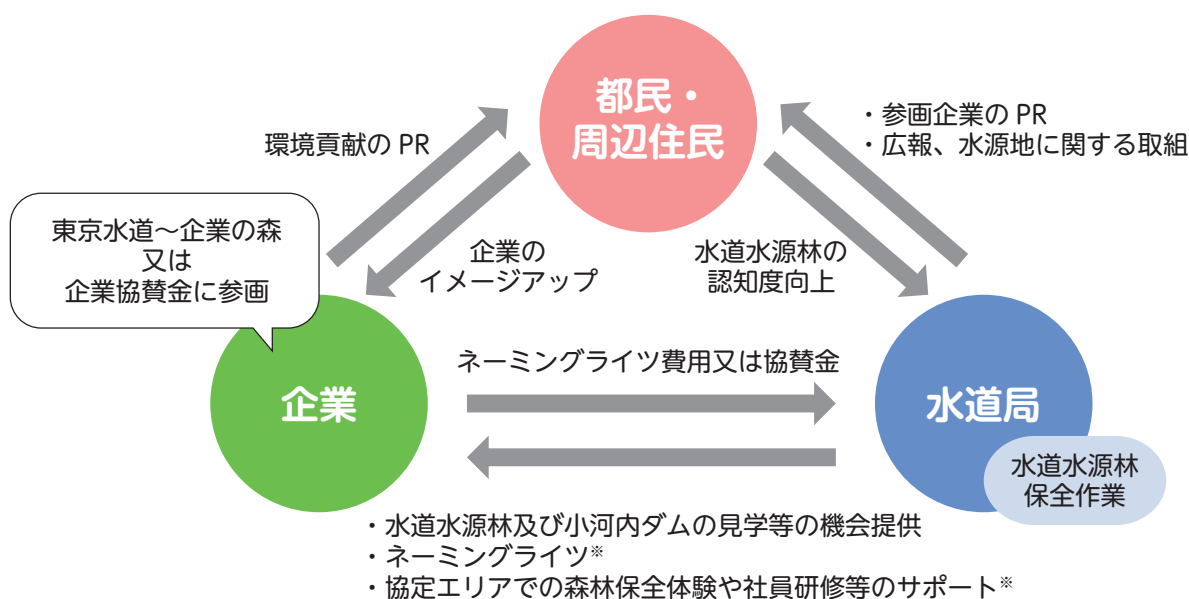 都民・
周辺住民
環境貢献の PR
・参画企業の PR
・広報、水源地に関する取組
東京水道～企業の森
又は
企業協賛金に参画
企業の
イメージアップ
水道水源林の
認知度向上
企業
ネーミングライツ費用又は協賛金
水道局
水道水源林
保全作業
・水道水源林及び小河内ダムの見学等の機会提供
・ネーミングライツ※
・協定エリアでの森林保全体験や社員研修等のサポート※